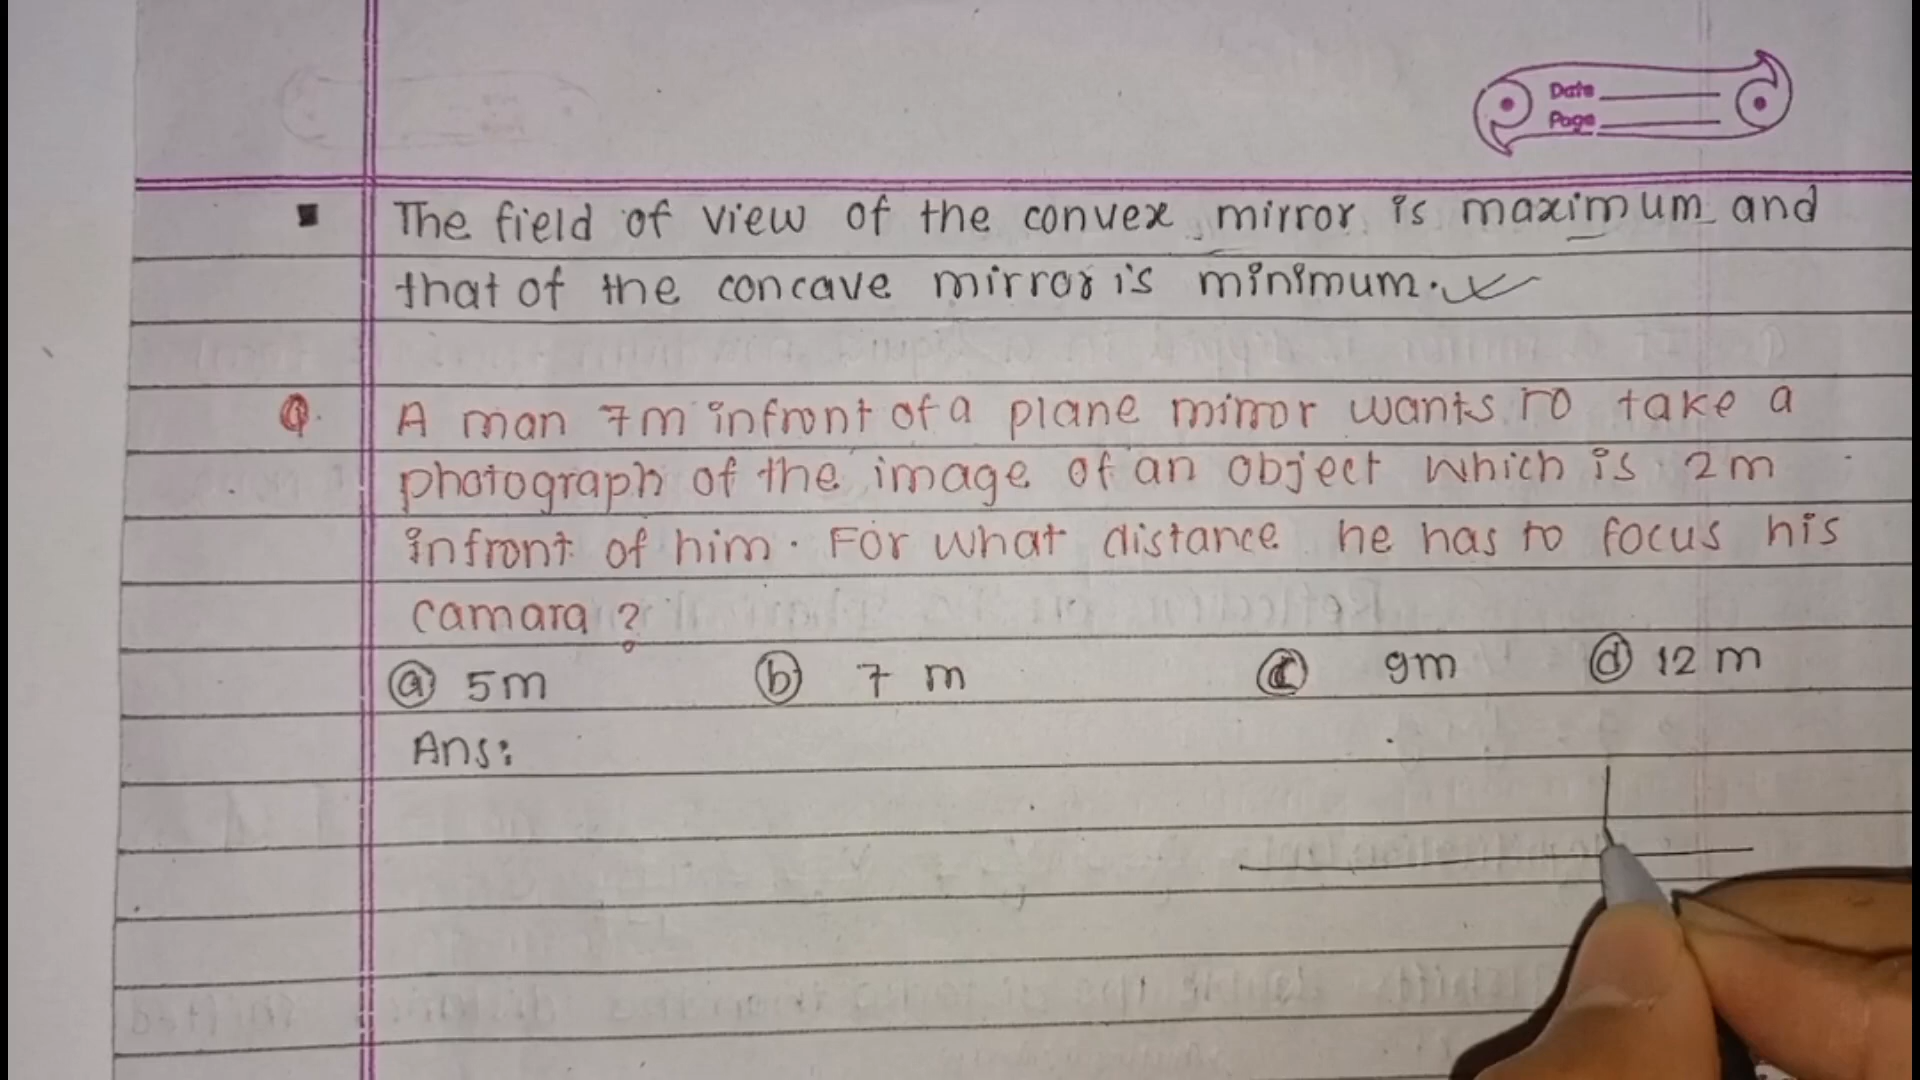 Date
Page
The field of view of the convex mirror is maximum and
that of the concave mirror is minimum.
Q. A man 7m infront of a plane mirror wants to take a
photograph of the image of an object which is 2m
infront of him. For what distance he has to focus his
camara ?
(a) 5m (b) 7 m (c) 9m (d) 12 m
Ans: